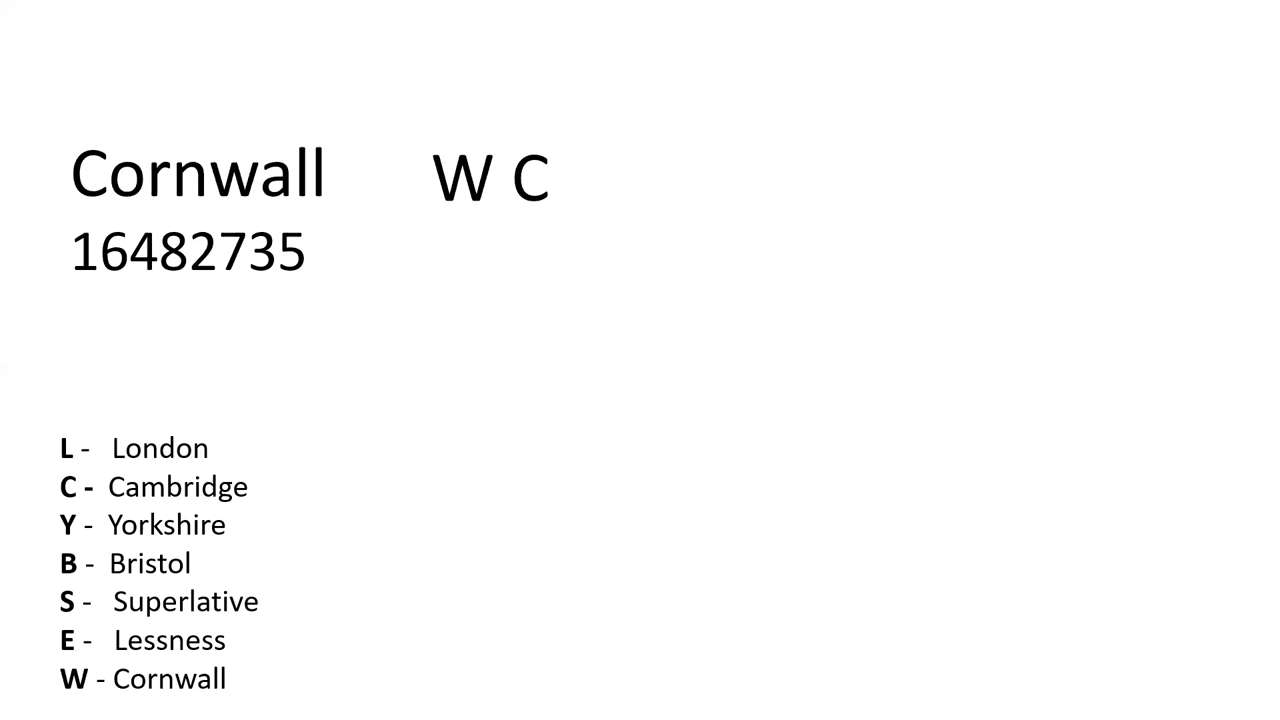 Cornwall W C
16482735
L - London
C - Cambridge
Y - Yorkshire
B - Bristol
S - Superlative
E - Lessness
W - Cornwall